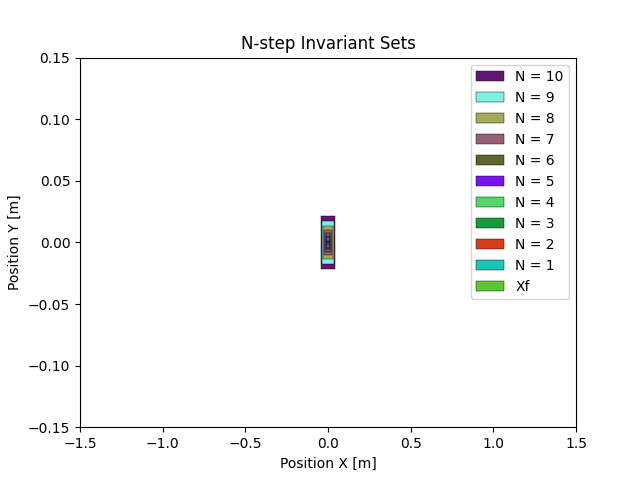 N-step Invariant Sets
Position Y [m]
0.15
0.10
0.05
0.00
−0.05
−0.10
−0.15
−1.5
−1.0
−0.5
0.0
0.5
1.0
1.5
Position X [m]
N = 10
N = 9
N = 8
N = 7
N = 6
N = 5
N = 4
N = 3
N = 2
N = 1
Xf